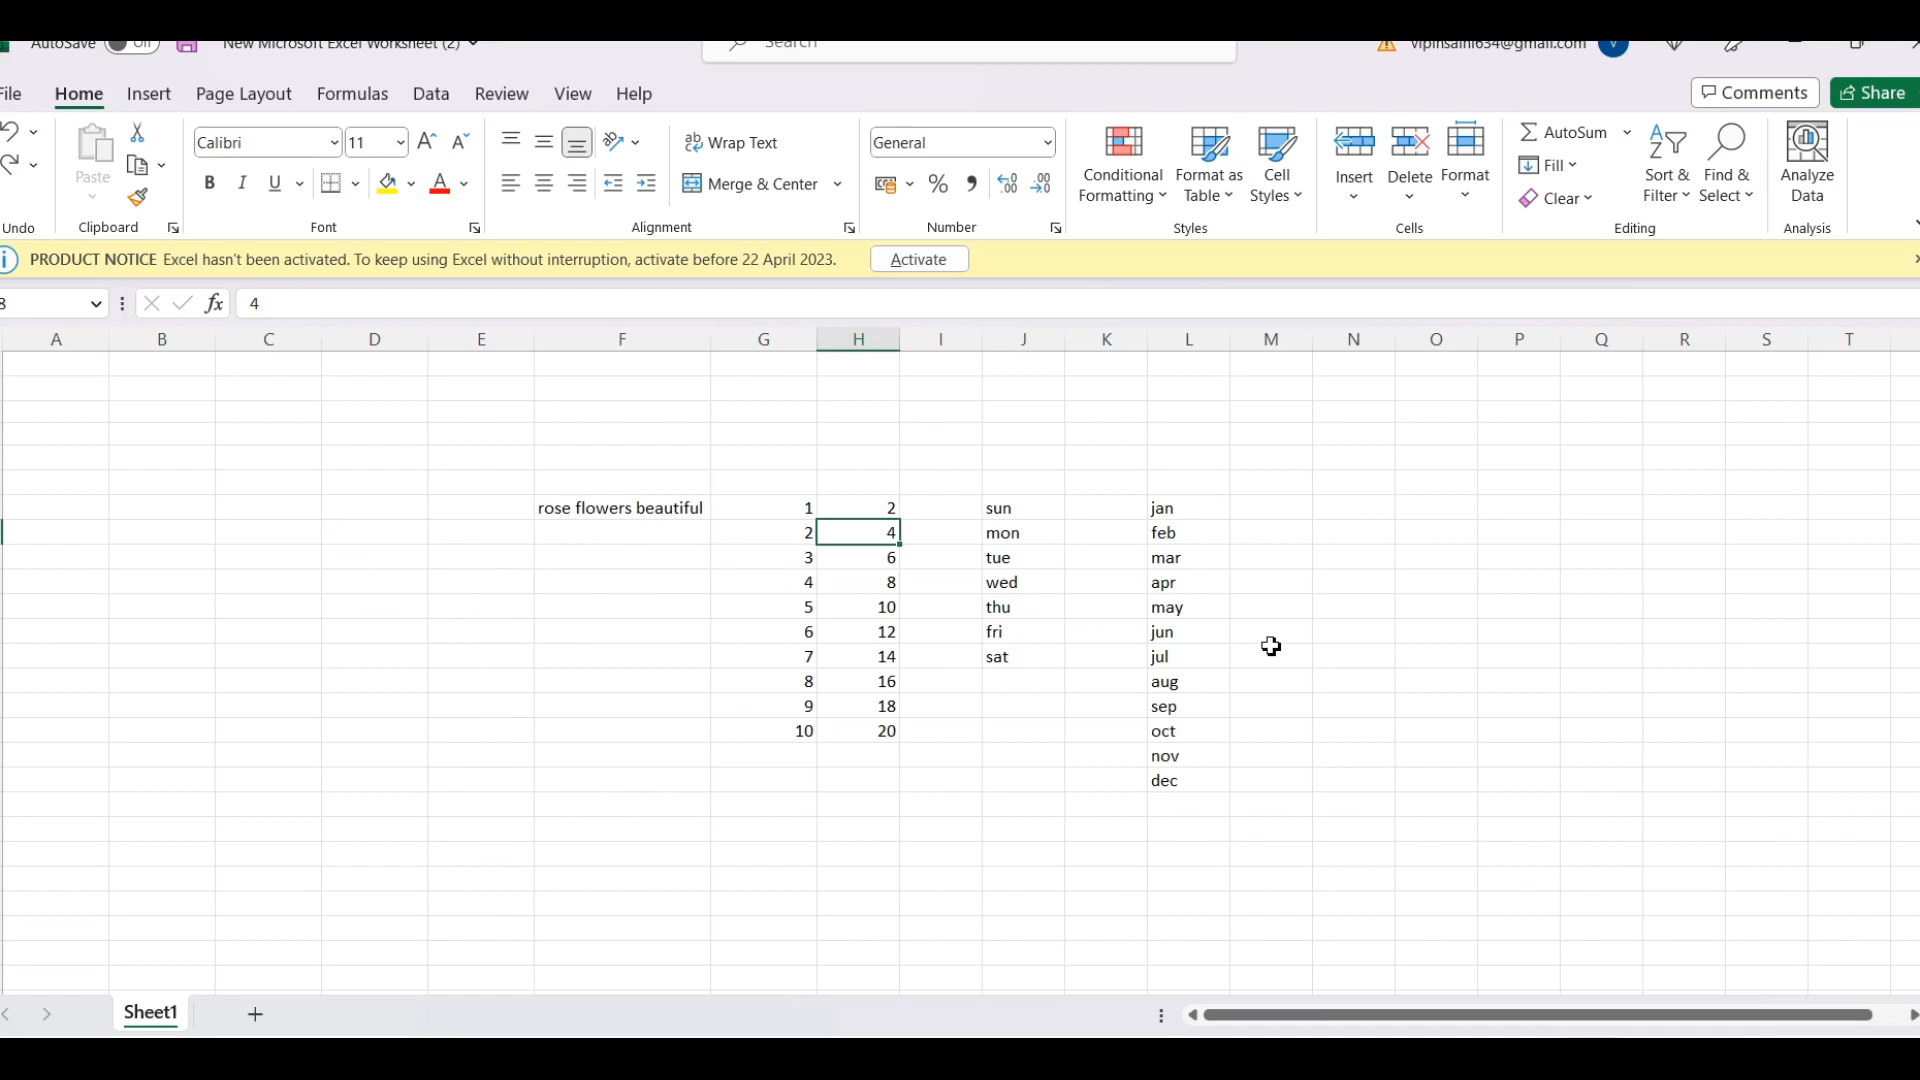 AutoSave Off New Microsoft Excel Worksheet (2) Search vipinsaini634@gmail.com V
File Home Insert Page Layout Formulas Data Review View Help Comments Share
Calibri 11 Wrap Text General AutoSum
Paste Conditional Formatting Format as Table Cell Styles Insert Delete Format Fill Sort & Filter Find & Select Analyze Data
B I U Merge & Center % Clear
Undo Clipboard Font Alignment Number Styles Cells Editing Analysis
PRODUCT NOTICE Excel hasn't been activated. To keep using Excel without interruption, activate before 22 April 2023. Activate
8 fx 4
A B C D E F G H I J K L M N O P Q R S T
rose flowers beautiful 1 2 sun jan
2 4 mon feb
3 6 tue mar
4 8 wed apr
5 10 thu may
6 12 fri jun
7 14 sat jul
8 16 aug
9 18 sep
10 20 oct
nov
dec
Sheet1